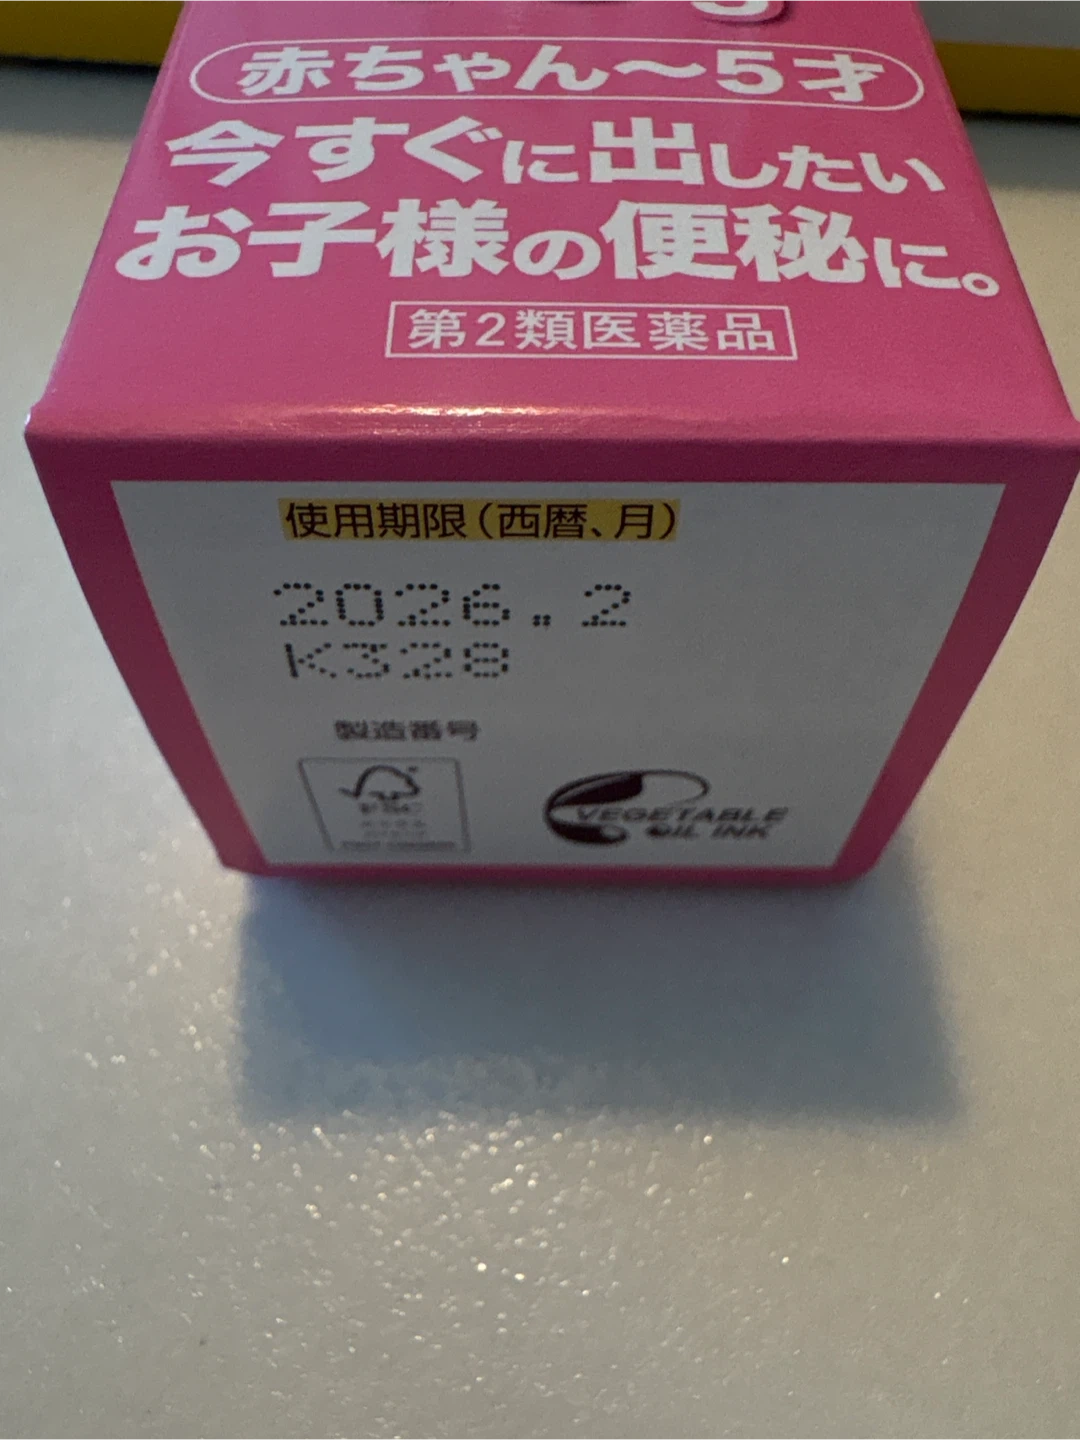 赤ちゃん〜5才
今すぐに出したい
お子様の便秘に。
第2類医薬品
使用期限(西暦、月)
2026.2
K328
製造番号
FSC
VEGETABLE
OIL INK